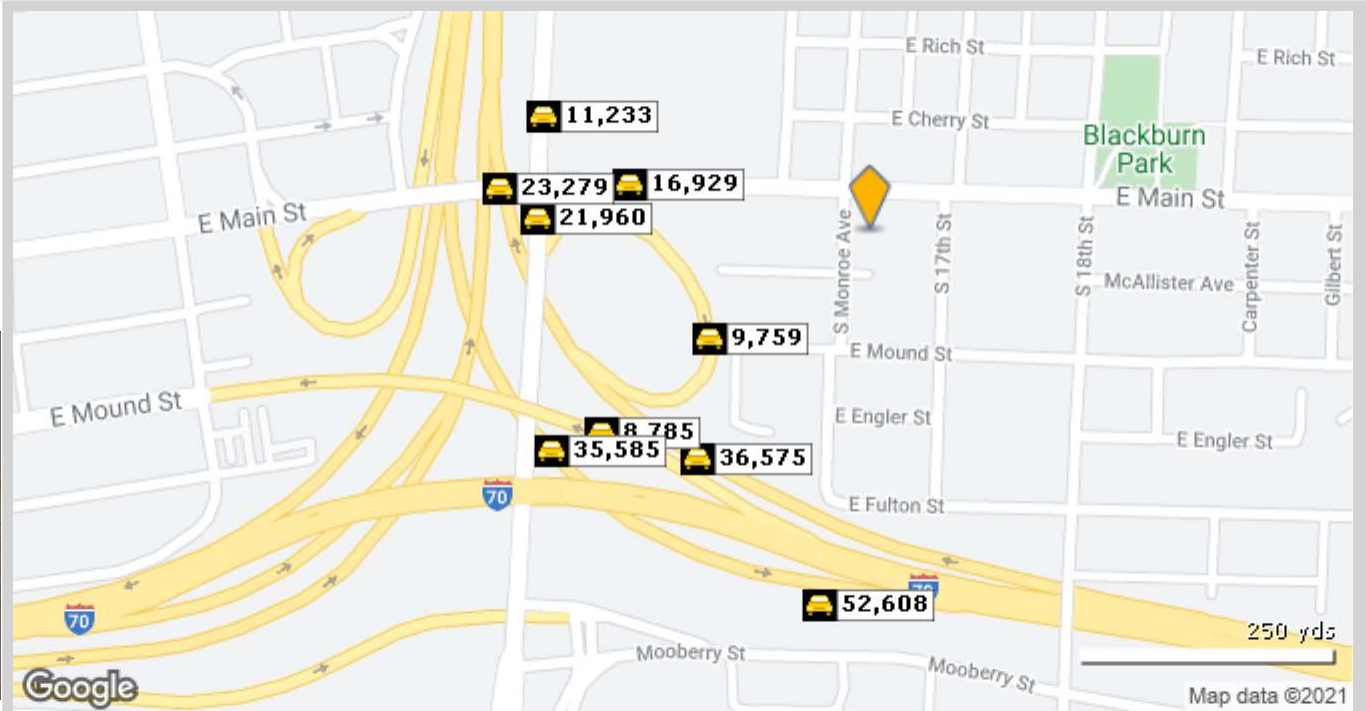 E Rich St
E Rich St
11,233
E Cherry St
Blackburn
Park
23,279
16,929
E Main St
E Main St
21,960
S Monroe Ave
S 17th St
S 18th St
Carpenter St
Gilbert St
McAllister Ave
9,759
E Mound St
E Mound St
E Engler St
8,785
35,585
36,575
E Engler St
70
E Fulton St
70
52,608
70
250 yds
Mooberry St
Mooberry St
Google
Map data ©2021